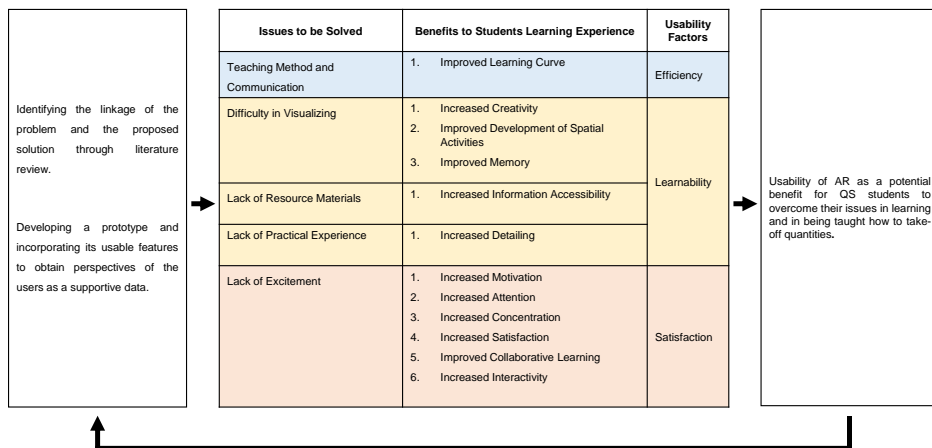 Identifying the linkage of the
problem and the proposed
solution through literature
review.
Developing a prototype and
incorporating its usable features
to obtain perspectives of the
users as a supportive data.
Issues to be Solved
Benefits to Students Learning Experience
Usability
Factors
Teaching Method and
Communication
1. Improved Learning Curve
Efficiency
Difficulty in Visualizing
1. Increased Creativity
2. Improved Development of Spatial
Activities
3. Improved Memory
Learnability
Lack of Resource Materials
1. Increased Information Accessibility
Lack of Practical Experience
1. Increased Detailing
Lack of Excitement
1. Increased Motivation
2. Increased Attention
3. Increased Concentration
4. Increased Satisfaction
5. Improved Collaborative Learning
6. Increased Interactivity
Satisfaction
Usability of AR as a potential
benefit for QS students to
overcome their issues in learning
and in being taught how to take-
off quantities.